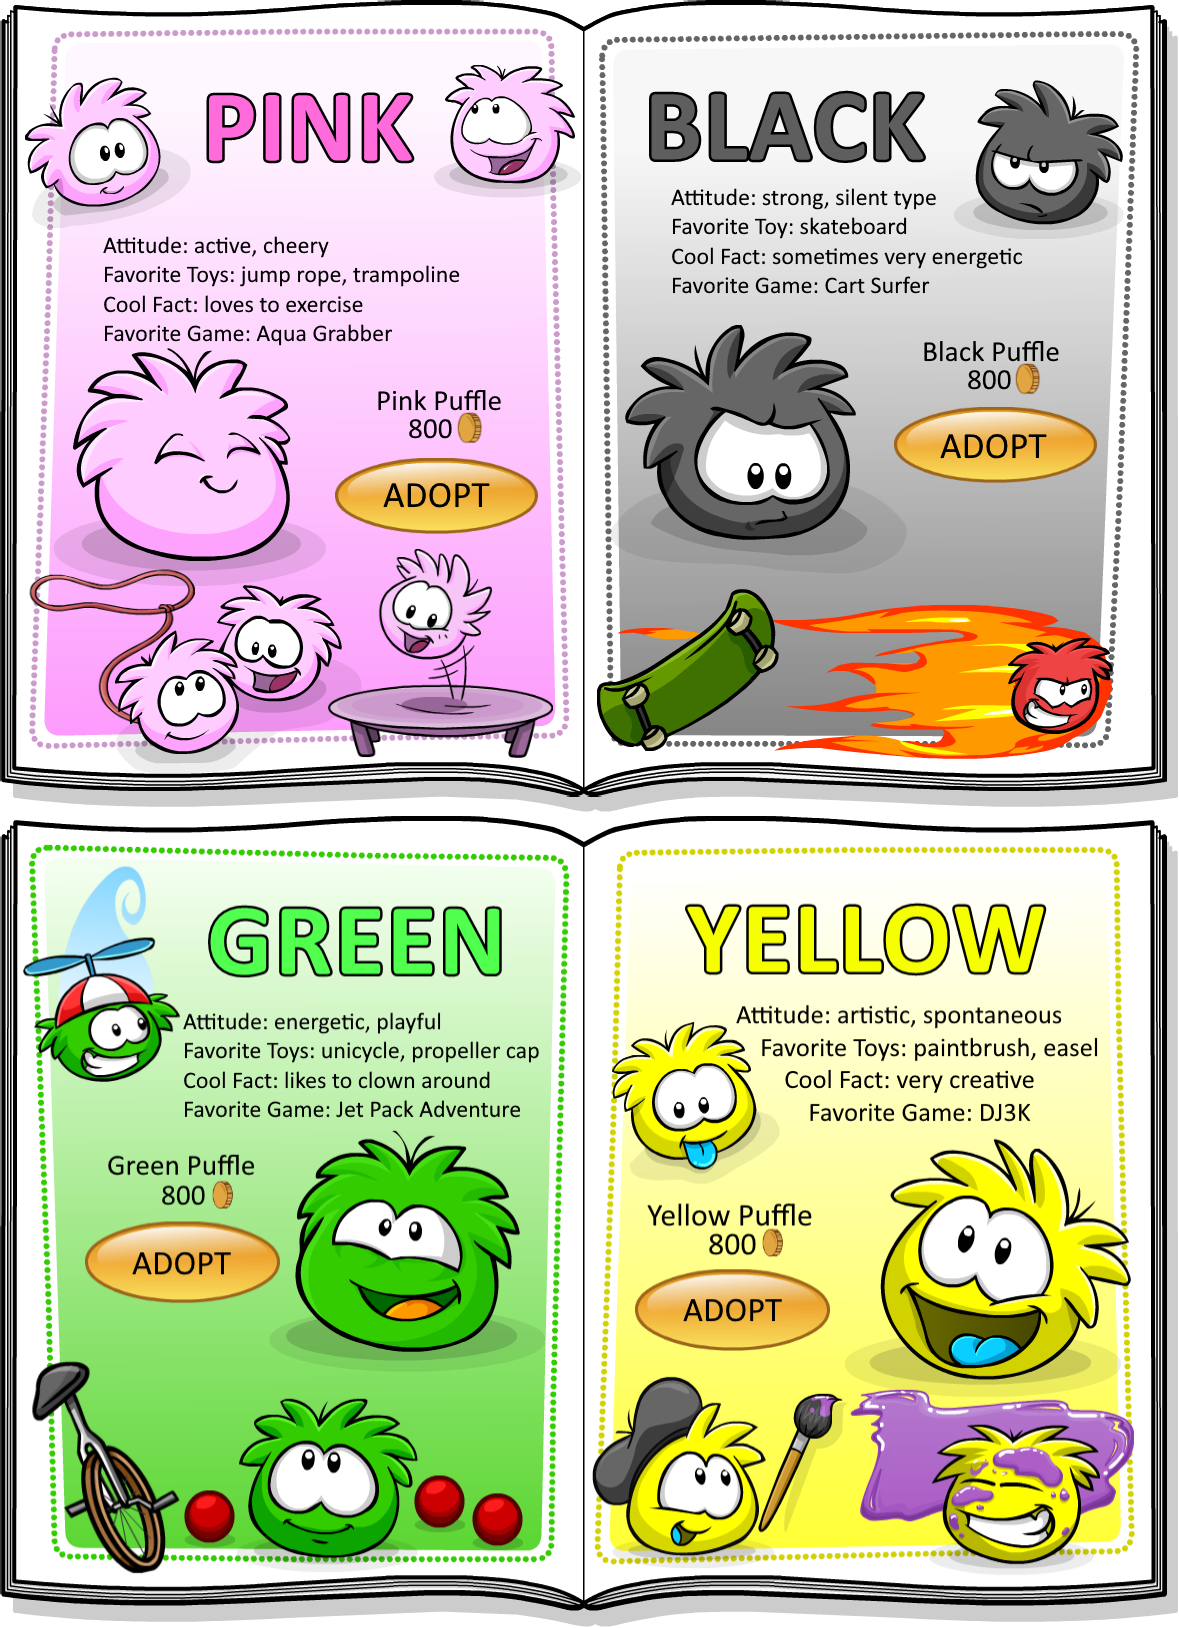 PINK
Attitude: active, cheery
Favorite Toys: jump rope, trampoline
Cool Fact: loves to exercise
Favorite Game: Aqua Grabber
Pink Puffle
800
ADOPT
BLACK
Attitude: strong, silent type
Favorite Toy: skateboard
Cool Fact: sometimes very energetic
Favorite Game: Cart Surfer
Black Puffle
800
ADOPT
GREEN
Attitude: energetic, playful
Favorite Toys: unicycle, propeller cap
Cool Fact: likes to clown around
Favorite Game: Jet Pack Adventure
Green Puffle
800
ADOPT
YELLOW
Attitude: artistic, spontaneous
Favorite Toys: paintbrush, easel
Cool Fact: very creative
Favorite Game: DJ3K
Yellow Puffle
800
ADOPT